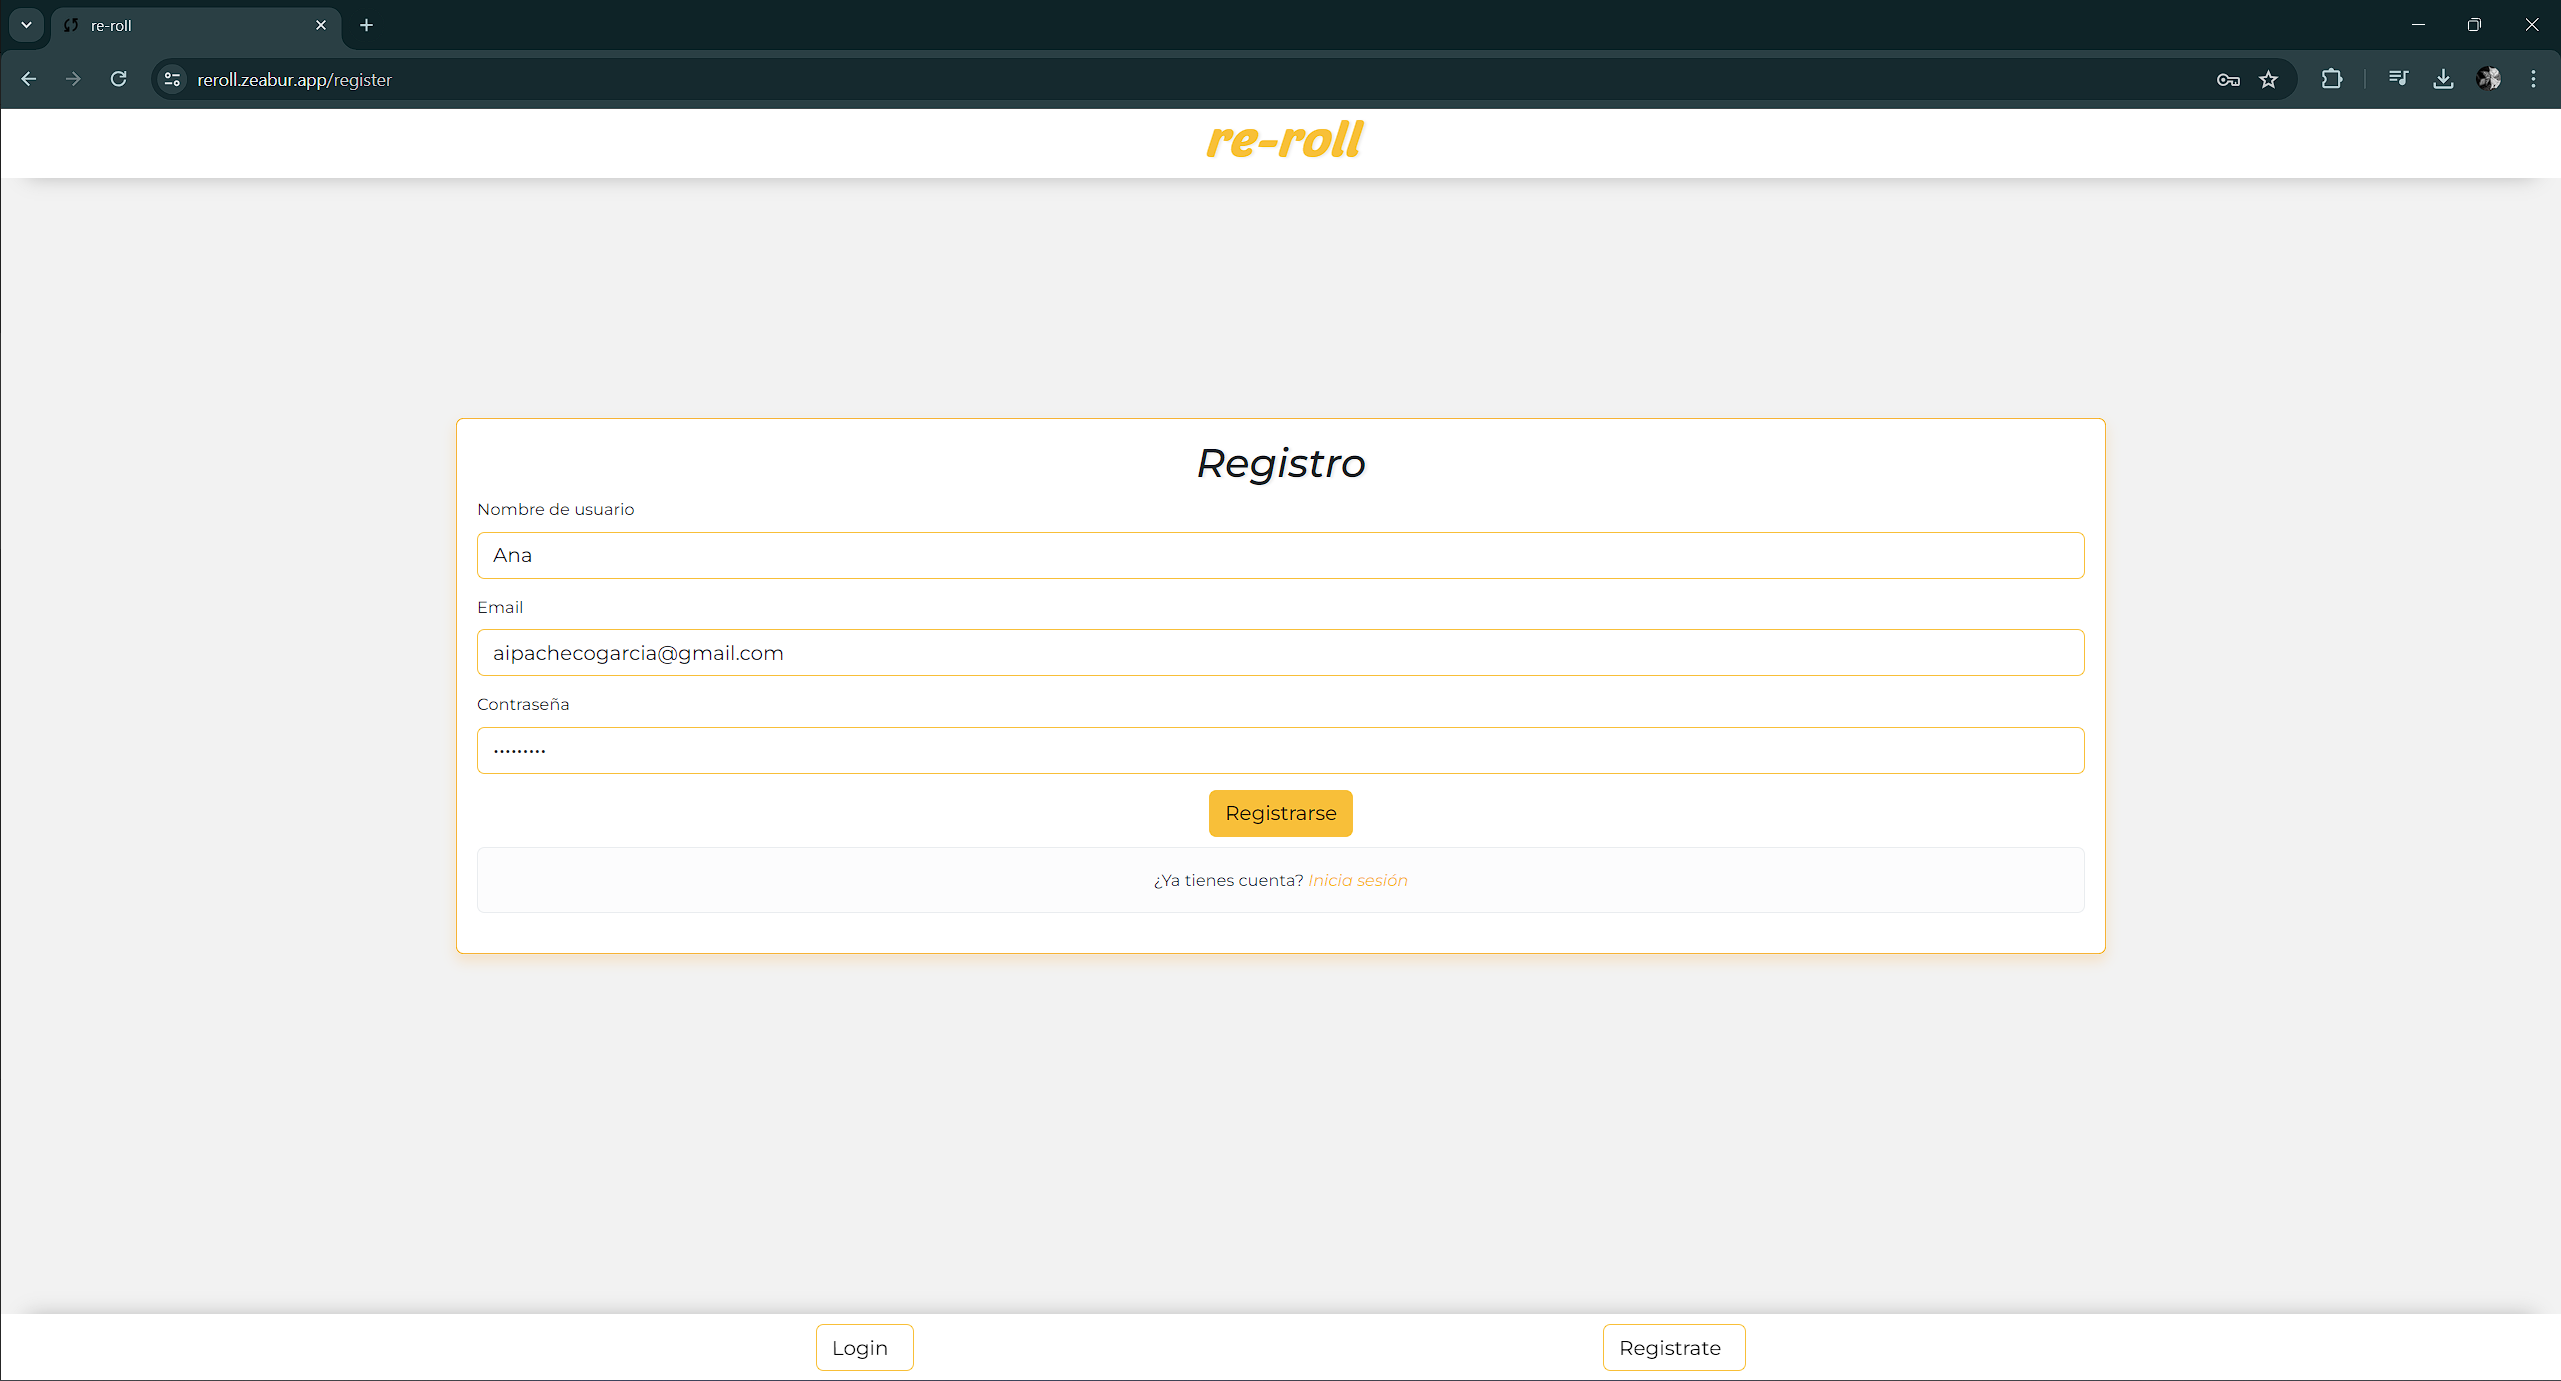 re-roll
reroll.zeabur.app/register
re-roll
Registro
Nombre de usuario
Ana
Email
aipachecogarcia@gmail.com
Contraseña
·········
Registrarse
¿Ya tienes cuenta? Inicia sesión
Login
Registrate